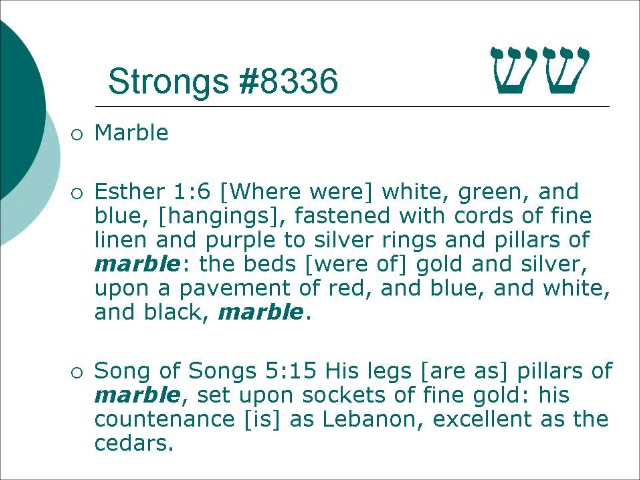 Strongs #8336 שש
Marble
Esther 1:6 [Where were] white, green, and
blue, [hangings], fastened with cords of fine
linen and purple to silver rings and pillars of
marble: the beds [were of] gold and silver,
upon a pavement of red, and blue, and white,
and black, marble.
Song of Songs 5:15 His legs [are as] pillars of
marble, set upon sockets of fine gold: his
countenance [is] as Lebanon, excellent as the
cedars.